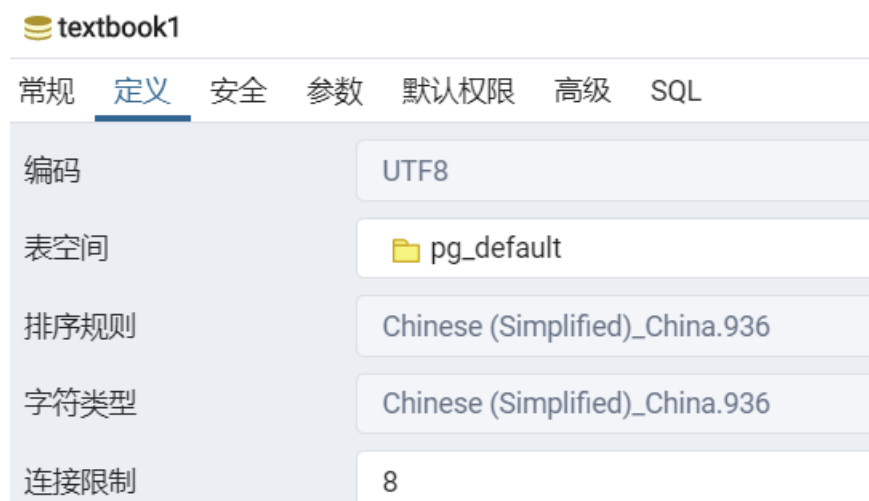 textbook1
常规 定义 安全 参数 默认权限 高级 SQL
编码 UTF8
表空间 pg_default
排序规则 Chinese (Simplified)_China.936
字符类型 Chinese (Simplified)_China.936
连接限制 8